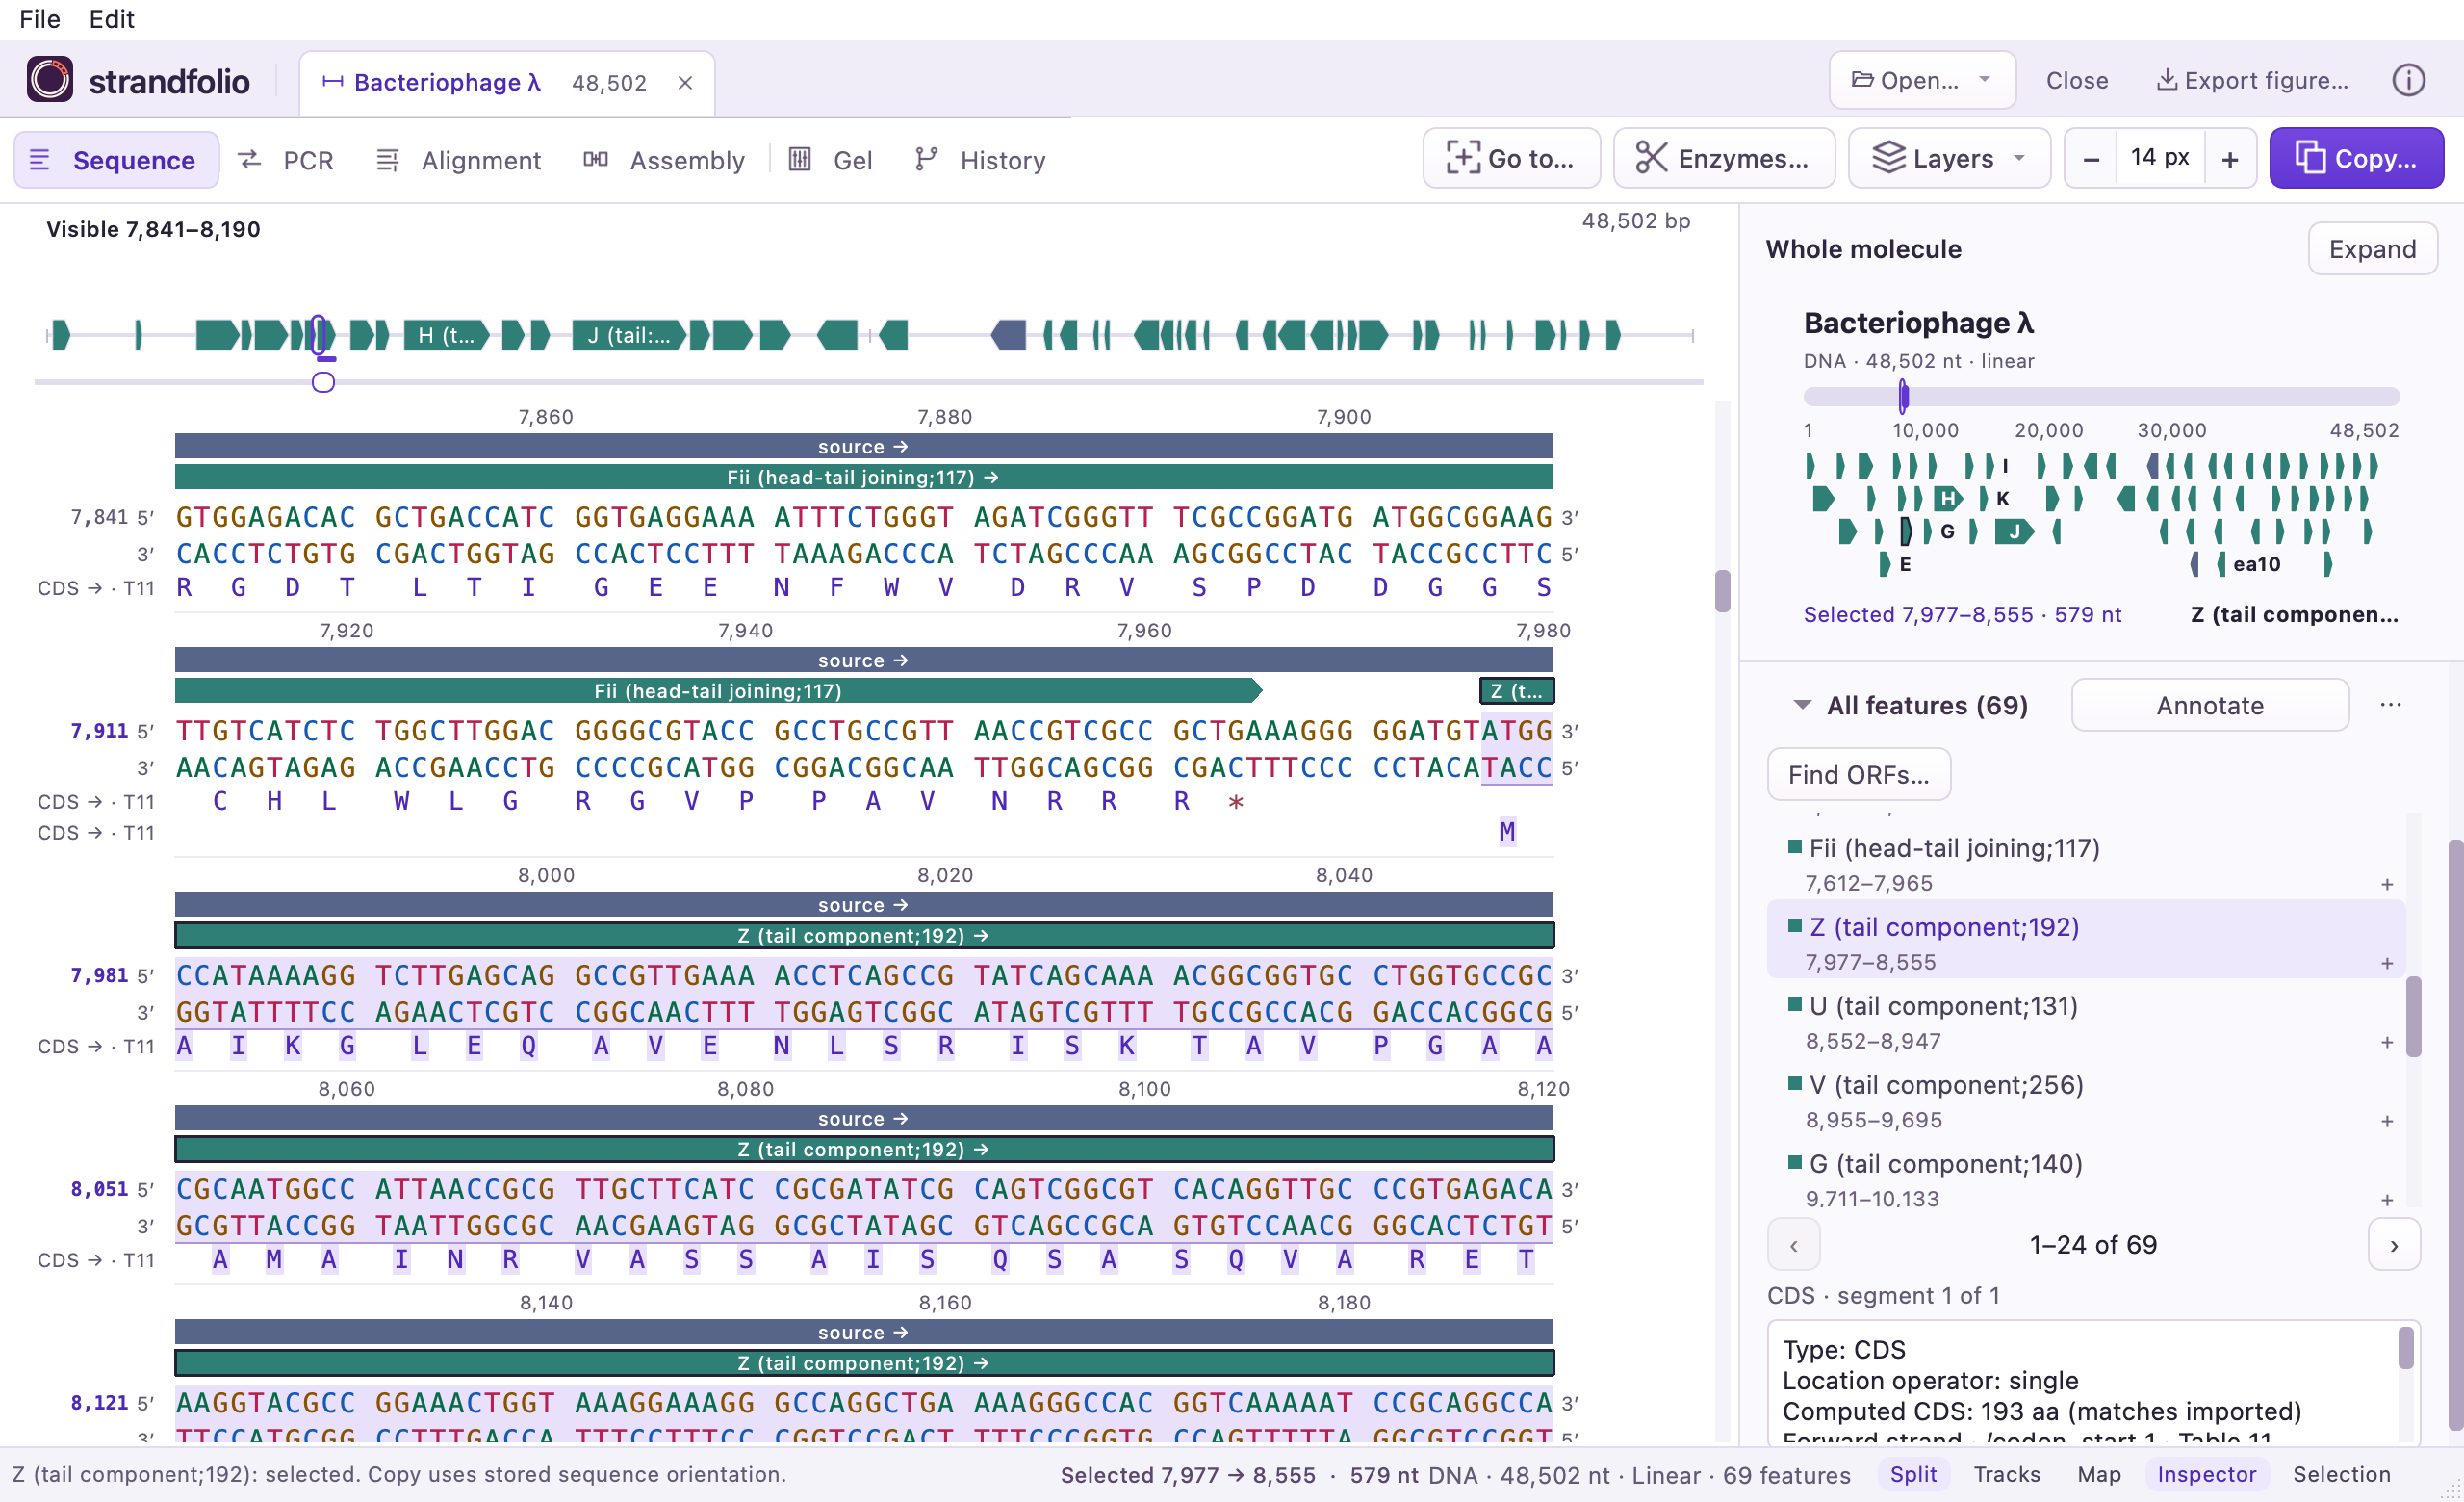 File Edit
strandfolio
Bacteriophage λ 48,502 ×
Open... Close Export figure...
Sequence PCR Alignment Assembly Gel History
Go to... Enzymes... Layers − 14 px + Copy...
Visible 7,841–8,190 48,502 bp
H (t... J (tail:...
7,860 7,880 7,900
source →
Fii (head-tail joining;117) →
7,841 5′ GTGGAGACAC GCTGACCATC GGTGAGGAAA ATTTCTGGGT AGATCGGGTT TCGCCGGATG ATGGCGGAAG 3′
3′ CACCTCTGTG CGACTGGTAG CCACTCCTTT TAAAGACCCA TCTAGCCCAA AGCGGCCTAC TACCGCCTTC 5′
CDS → · T11 R G D T L T I G E E N F W V D R V S P D D G G S
7,920 7,940 7,960 7,980
source →
Fii (head-tail joining;117) Z (t...
7,911 5′ TTGTCATCTC TGGCTTGGAC GGGGCGTACC GCCTGCCGTT AACCGTCGCC GCTGAAAGGG GGATGTATGG 3′
3′ AACAGTAGAG ACCGAACCTG CCCCGCATGG CGGACGGCAA TTGGCAGCGG CGACTTTCCC CCTACATACC 5′
CDS → · T11 C H L W L G R G V P P A V N R R R *
CDS → · T11 M
8,000 8,020 8,040
source →
Z (tail component;192) →
7,981 5′ CCATAAAAGG TCTTGAGCAG GCCGTTGAAA ACCTCAGCCG TATCAGCAAA ACGGCGGTGC CTGGTGCCGC 3′
3′ GGTATTTTCC AGAACTCGTC CGGCAACTTT TGGAGTCGGC ATAGTCGTTT TGCCGCCACG GACCACGGCG 5′
CDS → · T11 A I K G L E Q A V E N L S R I S K T A V P G A A
8,060 8,080 8,100 8,120
source →
Z (tail component;192) →
8,051 5′ CGCAATGGCC ATTAACCGCG TTGCTTCATC CGCGATATCG CAGTCGGCGT CACAGGTTGC CCGTGAGACA 3′
3′ GCGTTACCGG TAATTGGCGC AACGAAGTAG GCGCTATAGC GTCAGCCGCA GTGTCCAACG GGCACTCTGT 5′
CDS → · T11 A M A I N R V A S S A I S Q S A S Q V A R E T
8,140 8,160 8,180
source →
Z (tail component;192) →
8,121 5′ AAGGTACGCC GGAAACTGGT AAAGGAAAGG GCCAGGCTGA AAAGGGCCAC GGTCAAAAAT CCGCAGGCCA 3′
3′ TTCCATGCGG CCTTTGACCA TTTCCTTTCC CGGTCCGACT TTTCCCGGTG CCAGTTTTTA GGCGTCCGGT 5′
Whole molecule Expand
Bacteriophage λ
DNA · 48,502 nt · linear
1 10,000 20,000 30,000 48,502
I
H K
G J
E ea10
Selected 7,977–8,555 · 579 nt Z (tail componen...
All features (69) Annotate ···
Find ORFs...
Fii (head-tail joining;117)
7,612–7,965 +
Z (tail component;192)
7,977–8,555 +
U (tail component;131)
8,552–8,947 +
V (tail component;256)
8,955–9,695 +
G (tail component;140)
9,711–10,133 +
‹ 1–24 of 69 ›
CDS · segment 1 of 1
Type: CDS
Location operator: single
Computed CDS: 193 aa (matches imported)
Forward strand · /codon_start 1 · Table 11
Z (tail component;192): selected. Copy uses stored sequence orientation.
Selected 7,977 → 8,555 · 579 nt DNA · 48,502 nt · Linear · 69 features
Split Tracks Map Inspector Selection